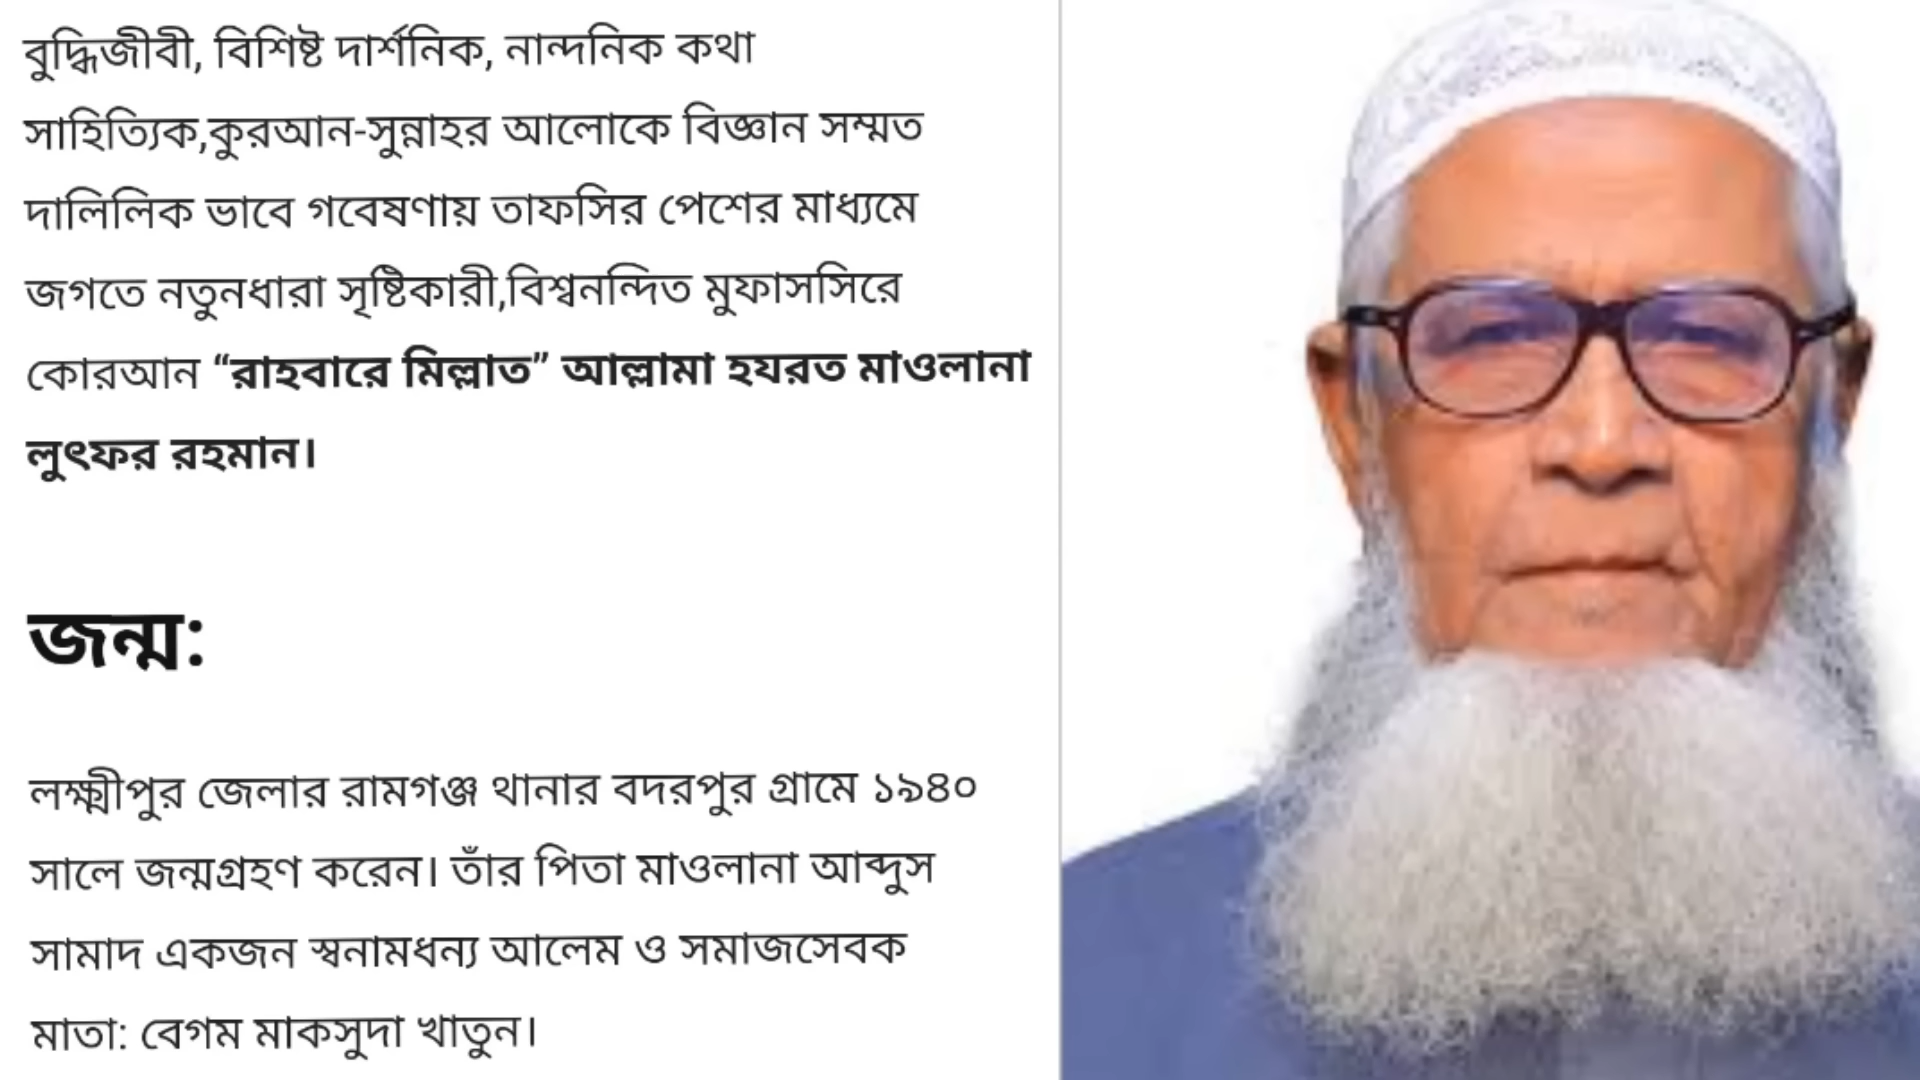 বুদ্ধিজীবী, বিশিষ্ট দার্শনিক, নান্দনিক কথা
সাহিত্যিক,কুরআন-সুন্নাহর আলোকে বিজ্ঞান সম্মত
দালিলিক ভাবে গবেষণায় তাফসির পেশের মাধ্যমে
জগতে নতুনধারা সৃষ্টিকারী,বিশ্বনন্দিত মুফাসসিরে
কোরআন “রাহবারে মিল্লাত” আল্লামা হযরত মাওলানা
লুৎফর রহমান।
জন্ম:
লক্ষ্মীপুর জেলার রামগঞ্জ থানার বদরপুর গ্রামে ১৯৪০
সালে জন্মগ্রহণ করেন। তাঁর পিতা মাওলানা আব্দুস
সামাদ একজন স্বনামধন্য আলেম ও সমাজসেবক
মাতা: বেগম মাকসুদা খাতুন।